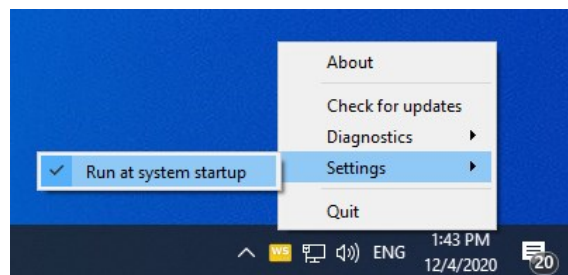 About
Check for updates
Diagnostics
Run at system startup
Settings
Quit
WS
ENG
1:43 PM
12/4/2020
20